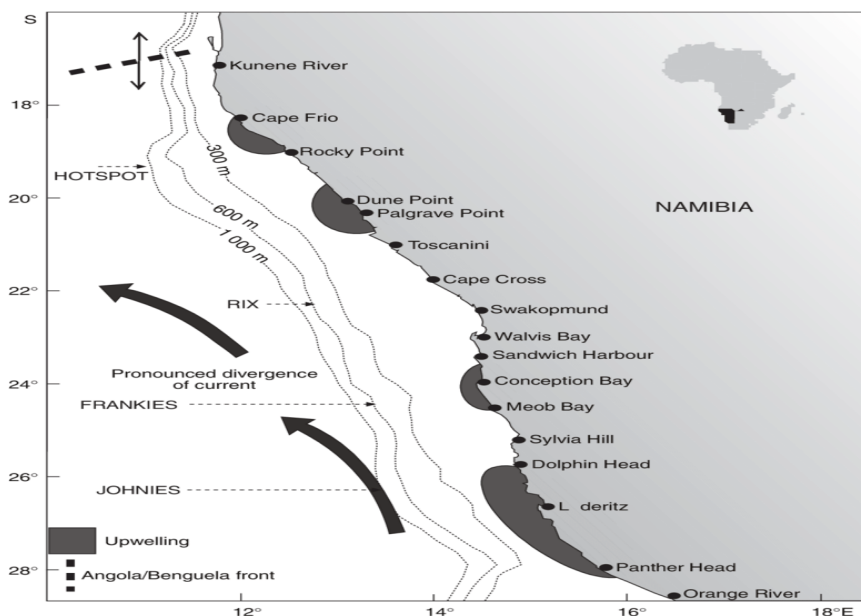 S
Kunene River
18°
Cape Frio
300 m
Rocky Point
HOTSPOT
20°
Dune Point
600 m
Palgrave Point
NAMIBIA
1 000 m
Toscanini
Cape Cross
22°
RIX
Swakopmund
Walvis Bay
Sandwich Harbour
Pronounced divergence
of current
24°
Conception Bay
FRANKIES
Meob Bay
Sylvia Hill
Dolphin Head
26°
JOHNIES
L deritz
Upwelling
Panther Head
28°
Angola/Benguela front
Orange River
12°
14°
16°
18°E